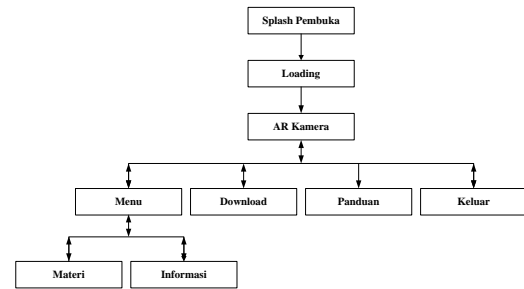 Splash Pembuka
Loading
AR Kamera
Menu
Download
Panduan
Keluar
Materi
Informasi